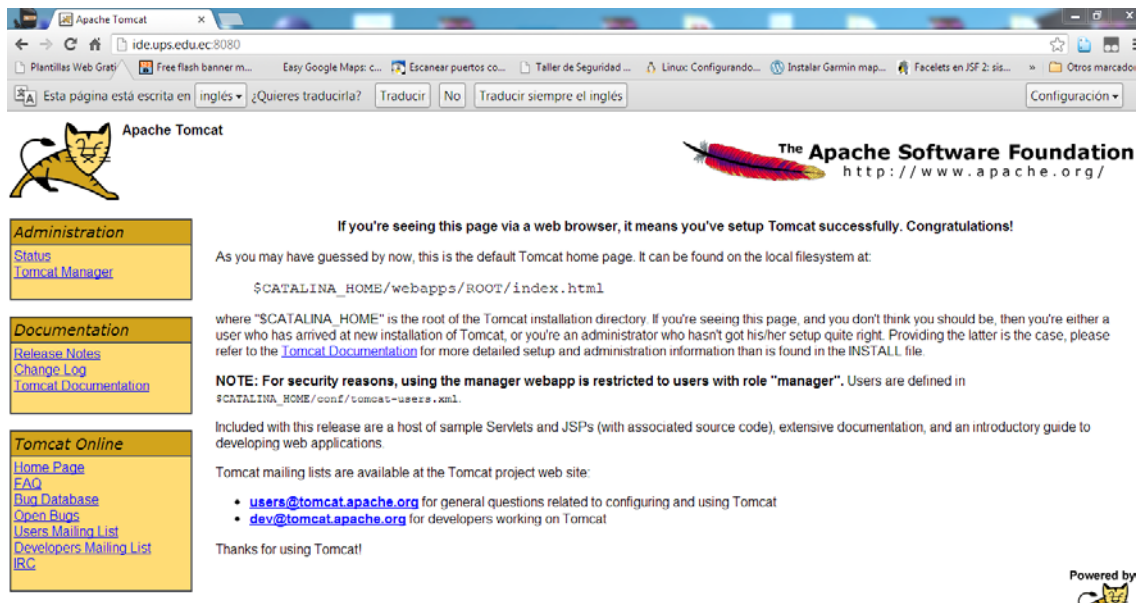 Apache Tomcat
ide.ups.edu.ec:8080
Plantillas Web Grati Free flash banner m... Easy Google Maps: c... Escanear puertos co... Taller de Seguridad ... Linux: Configurando... Instalar Garmin map... Facelets en JSF 2: sis... » Otros marcado
Esta página está escrita en inglés ¿Quieres traducirla? Traducir No Traducir siempre el inglés Configuración
Apache Tomcat
The Apache Software Foundation
http://www.apache.org/
Administration
Status
Tomcat Manager
Documentation
Release Notes
Change Log
Tomcat Documentation
Tomcat Online
Home Page
FAQ
Bug Database
Open Bugs
Users Mailing List
Developers Mailing List
IRC
If you're seeing this page via a web browser, it means you've setup Tomcat successfully. Congratulations!
As you may have guessed by now, this is the default Tomcat home page. It can be found on the local filesystem at:
$CATALINA_HOME/webapps/ROOT/index.html
where "$CATALINA_HOME" is the root of the Tomcat installation directory. If you're seeing this page, and you don't think you should be, then you're either a
user who has arrived at new installation of Tomcat, or you're an administrator who hasn't got his/her setup quite right. Providing the latter is the case, please
refer to the Tomcat Documentation for more detailed setup and administration information than is found in the INSTALL file.
NOTE: For security reasons, using the manager webapp is restricted to users with role "manager". Users are defined in
$CATALINA_HOME/conf/tomcat-users.xml.
Included with this release are a host of sample Servlets and JSPs (with associated source code), extensive documentation, and an introductory guide to
developing web applications.
Tomcat mailing lists are available at the Tomcat project web site:
• users@tomcat.apache.org for general questions related to configuring and using Tomcat
• dev@tomcat.apache.org for developers working on Tomcat
Thanks for using Tomcat!
Powered by